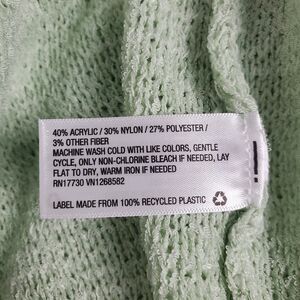 40% ACRYLIC / 30% NYLON / 27% POLYESTER /
3% OTHER FIBER
MACHINE WASH COLD WITH LIKE COLORS, GENTLE
CYCLE, ONLY NON-CHLORINE BLEACH IF NEEDED, LAY
FLAT TO DRY, WARM IRON IF NEEDED
RN17730 VN1268582
LABEL MADE FROM 100% RECYCLED PLASTIC